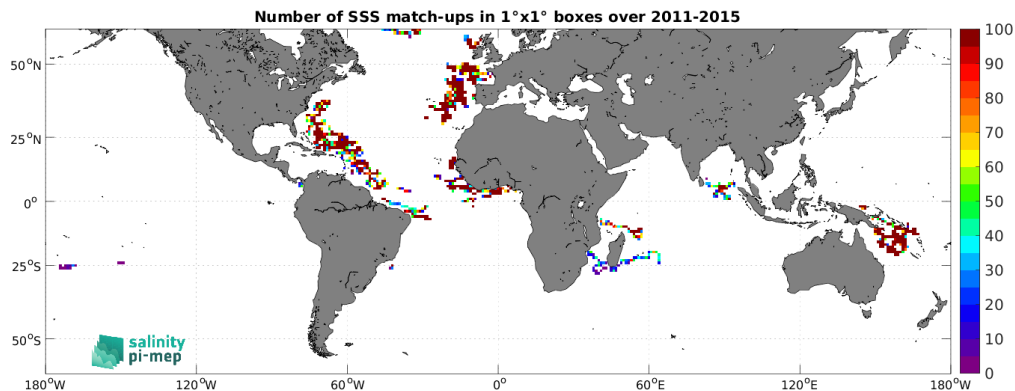 Number of SSS match-ups in 1°x1° boxes over 2011-2015
50°N
25°N
0°
25°S
50°S
180°W
120°W
60°W
0°
60°E
120°E
180°W
100
90
80
70
60
50
40
30
20
10
0
salinity
pi-mep